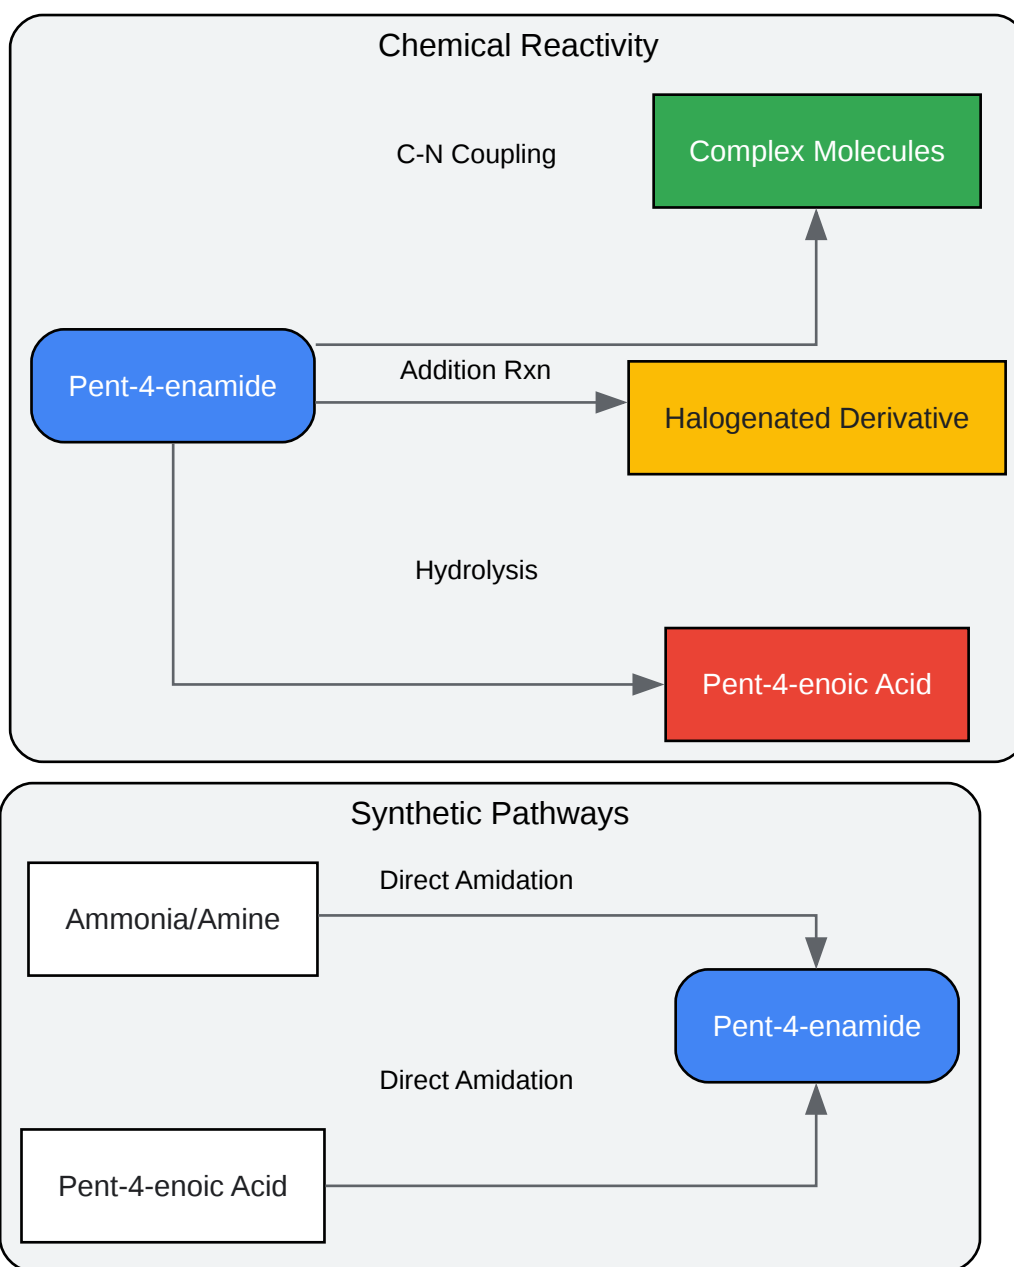 Chemical Reactivity
C-N Coupling
Complex Molecules
Pent-4-enamide
Addition Rxn
Halogenated Derivative
Hydrolysis
Pent-4-enoic Acid
Synthetic Pathways
Direct Amidation
Ammonia/Amine
Pent-4-enamide
Direct Amidation
Pent-4-enoic Acid